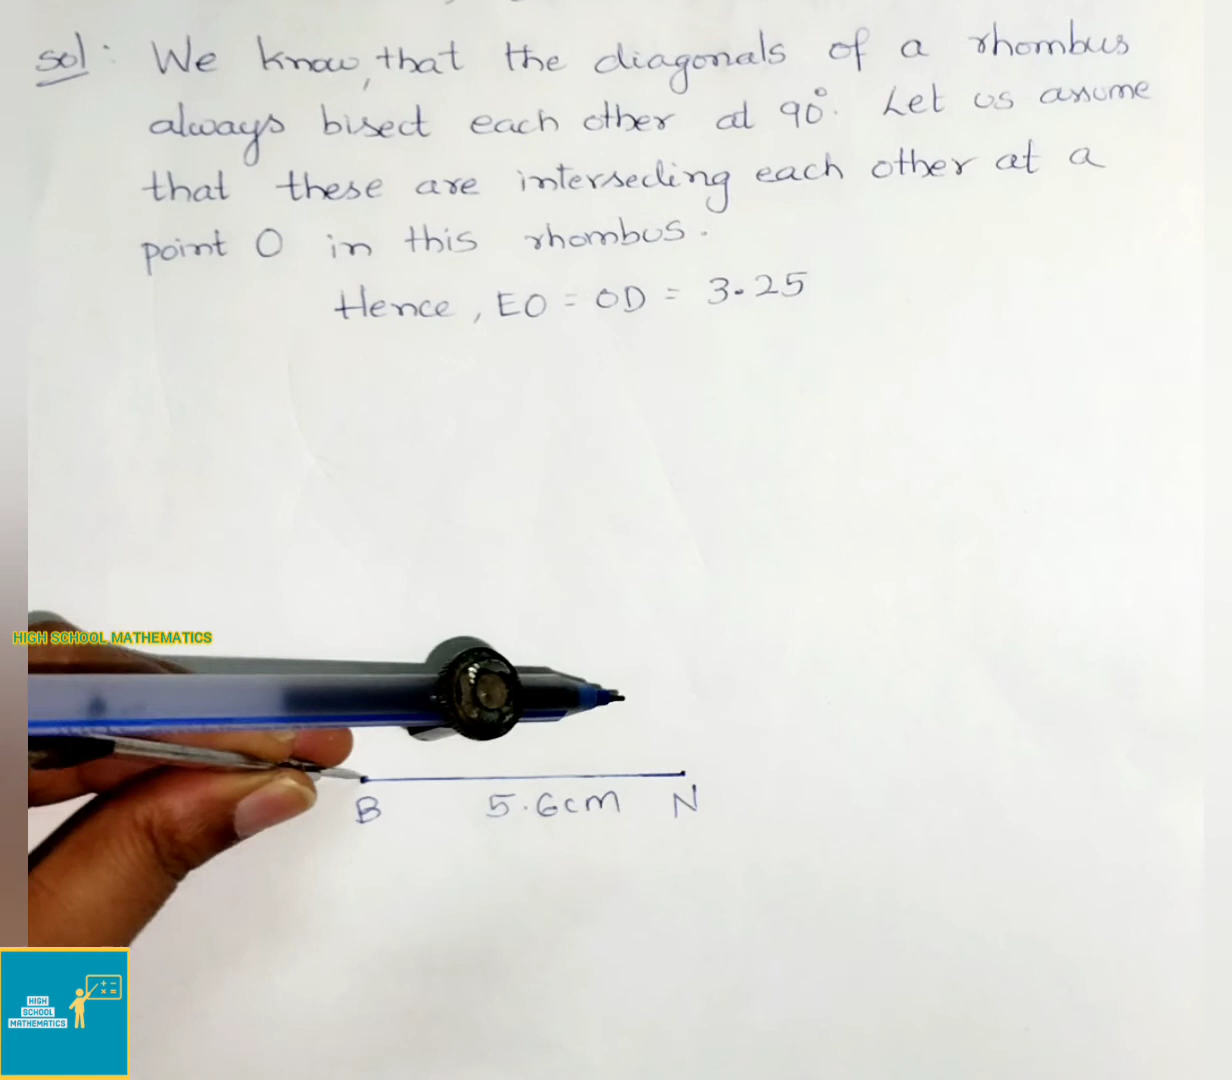 sol: We know, that the diagonals of a rhombus
always bisect each other at 90°. Let us assume
that these are intersecting each other at a
point O in this rhombus.
Hence, EO = OD = 3.25
HIGH SCHOOL MATHEMATICS
B 5.6cm N
HIGH
SCHOOL
MATHEMATICS